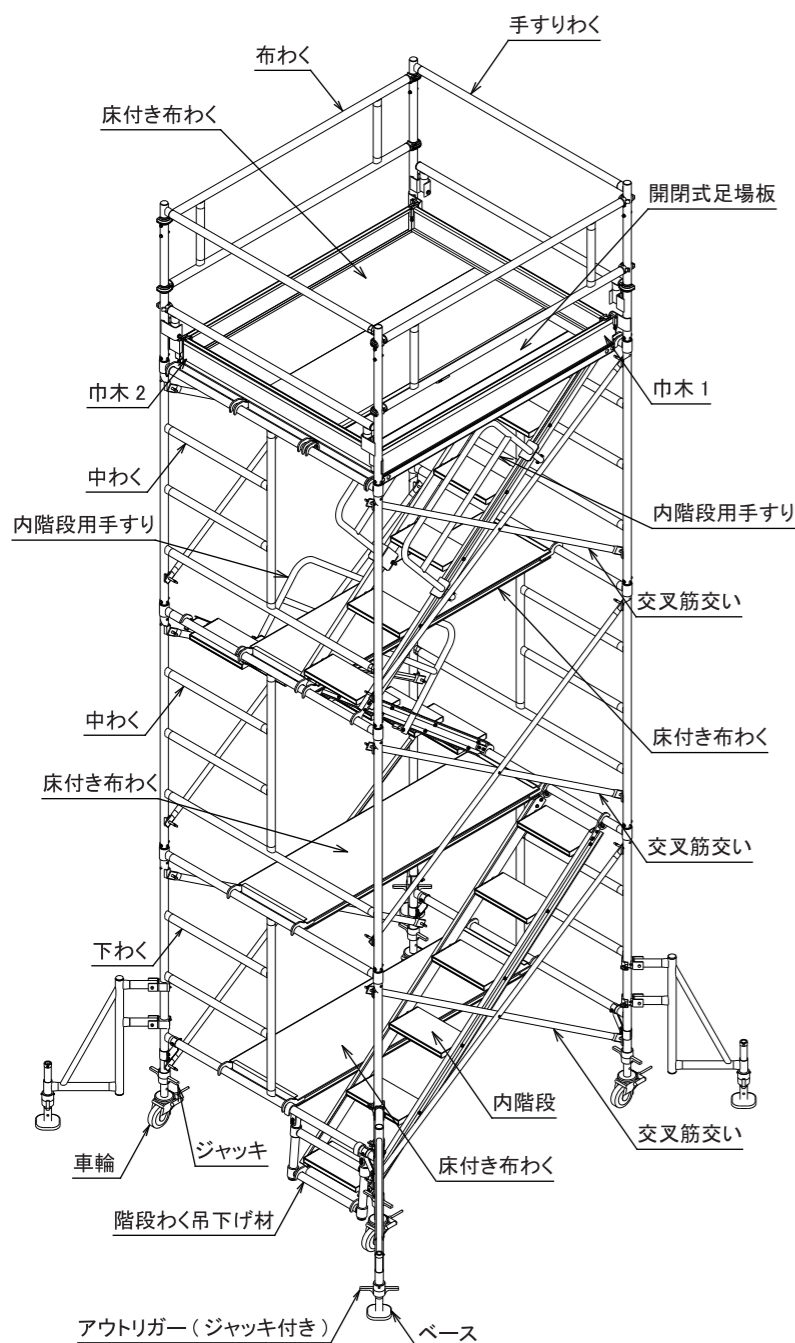 手すりわく
布わく
床付き布わく
開閉式足場板
巾木 2
巾木 1
中わく
内階段用手すり
内階段用手すり
交叉筋交い
中わく
床付き布わく
床付き布わく
交叉筋交い
下わく
内階段
交叉筋交い
車輪
ジャッキ
床付き布わく
階段わく吊下げ材
アウトリガー ( ジャッキ付き )
ベース